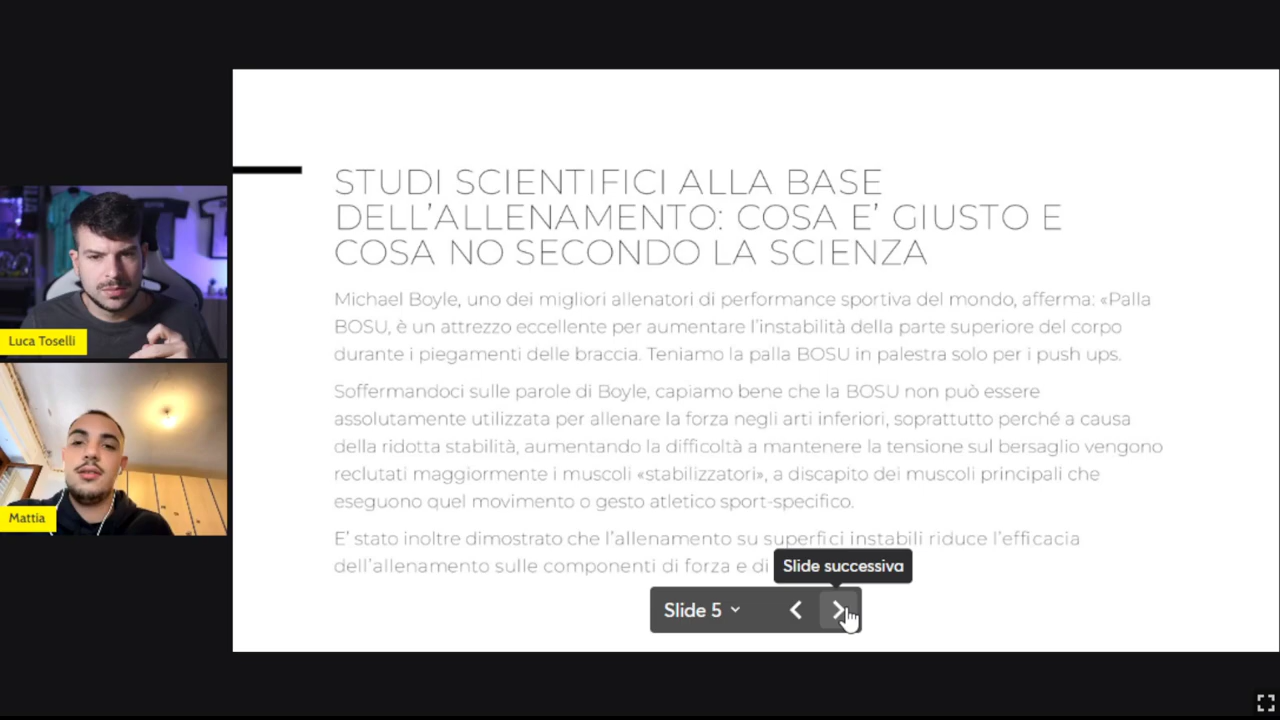 STUDI SCIENTIFICI ALLA BASE
DELL'ALLENAMENTO: COSA E' GIUSTO E
COSA NO SECONDO LA SCIENZA
Michael Boyle, uno dei migliori allenatori di performance sportiva del mondo, afferma: «Palla
BOSU, è un attrezzo eccellente per aumentare l'instabilità della parte superiore del corpo
durante i piegamenti delle braccia. Teniamo la palla BOSU in palestra solo per i push ups.
Soffermandoci sulle parole di Boyle, capiamo bene che la BOSU non può essere
assolutamente utilizzata per allenare la forza negli arti inferiori, soprattutto perché a causa
della ridotta stabilità, aumentando la difficoltà a mantenere la tensione sul bersaglio vengono
reclutati maggiormente i muscoli «stabilizzatori», a discapito dei muscoli principali che
eseguono quel movimento o gesto atletico sport-specifico.
E' stato inoltre dimostrato che l'allenamento su superfici instabili riduce l'efficacia
dell'allenamento sulle componenti di forza e di
Slide successiva
Slide 5
Luca Toselli
Mattia